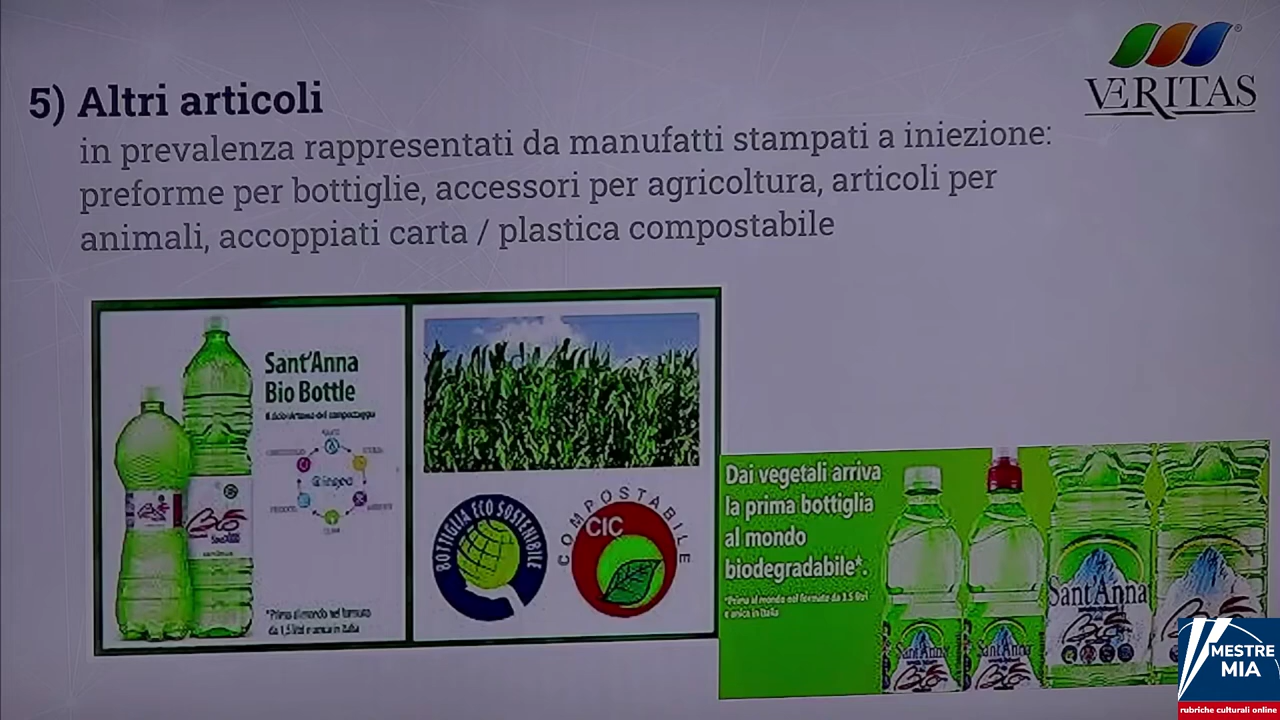 VERITAS
5) Altri articoli
in prevalenza rappresentati da manufatti stampati a iniezione:
preforme per bottiglie, accessori per agricoltura, articoli per
animali, accoppiati carta / plastica compostabile
Sant'Anna
Bio Bottle
Il ciclo virtuoso del compostaggio
*Prima al mondo nel formato
da 1,5 litri e unica in Italia
BOTTIGLIA ECO SOSTENIBILE
COMPOSTABILE
CIC
Dai vegetali arriva
la prima bottiglia
al mondo
biodegradabile*.
*Prima al mondo nel formato da 1.5 litri
e unica in Italia
Sant'Anna
Sant'Anna
Sant'Anna
MESTRE
MIA
rubriche culturali online